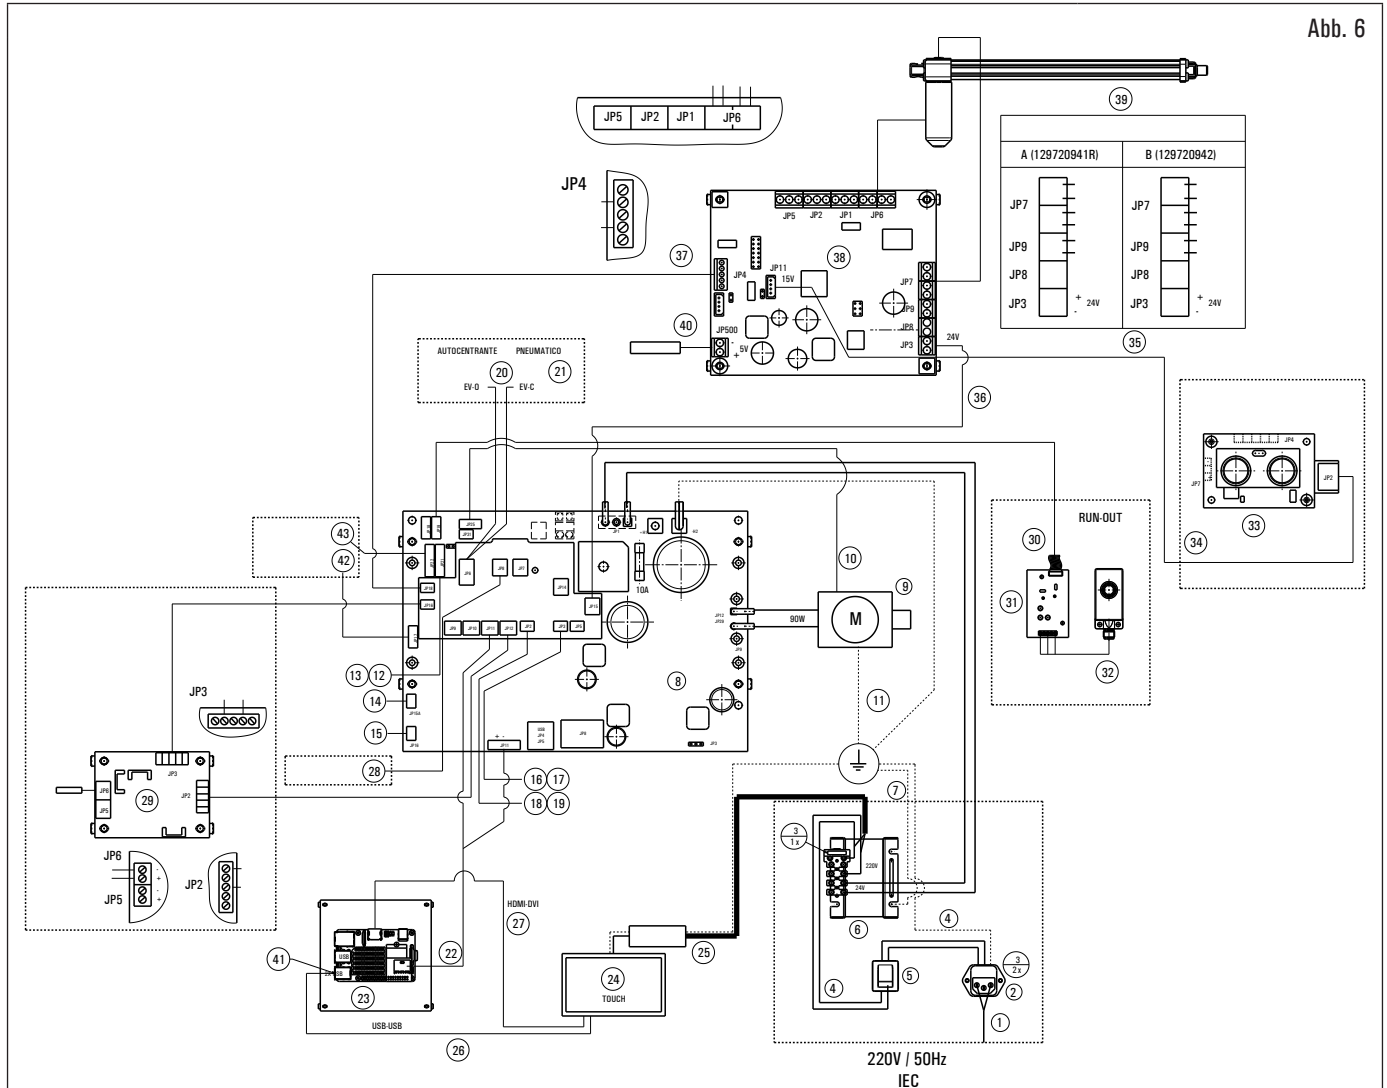 Abb. 6
39
JP5 JP2 JP1 JP6
A (129720941R) B (129720942)
JP4
JP7 JP7
JP9 JP9
JP8 JP8
JP3 + 24V JP3 + 24V
- -
35
JP5 JP2 JP1 JP6
37
38
JP4
JP11
15V
JP7
JP9
JP8
JP3
24V
40
JP500
-
+ 5V
36
AUTOCENTRANTE PNEUMATICO
20 21
EV-O EV-C
JP4
JP7
JP2
33
34
RUN-OUT
30
31
32
43
42
10A
10
9
90W
M
8
11
13 12
14
15
JP16
JP3
28
+ -
16 17
18 19
JP3
JP3
JP2
JP6
JP5
29
JP6
-
+
JP5
-
+
JP2
7
3
1x
220V
24V
6
4
5
4
3
2x
2
1
HDMI-DVI
27
22
25
41
USB
23
24
TOUCH
USB-USB
26
220V / 50Hz
IEC